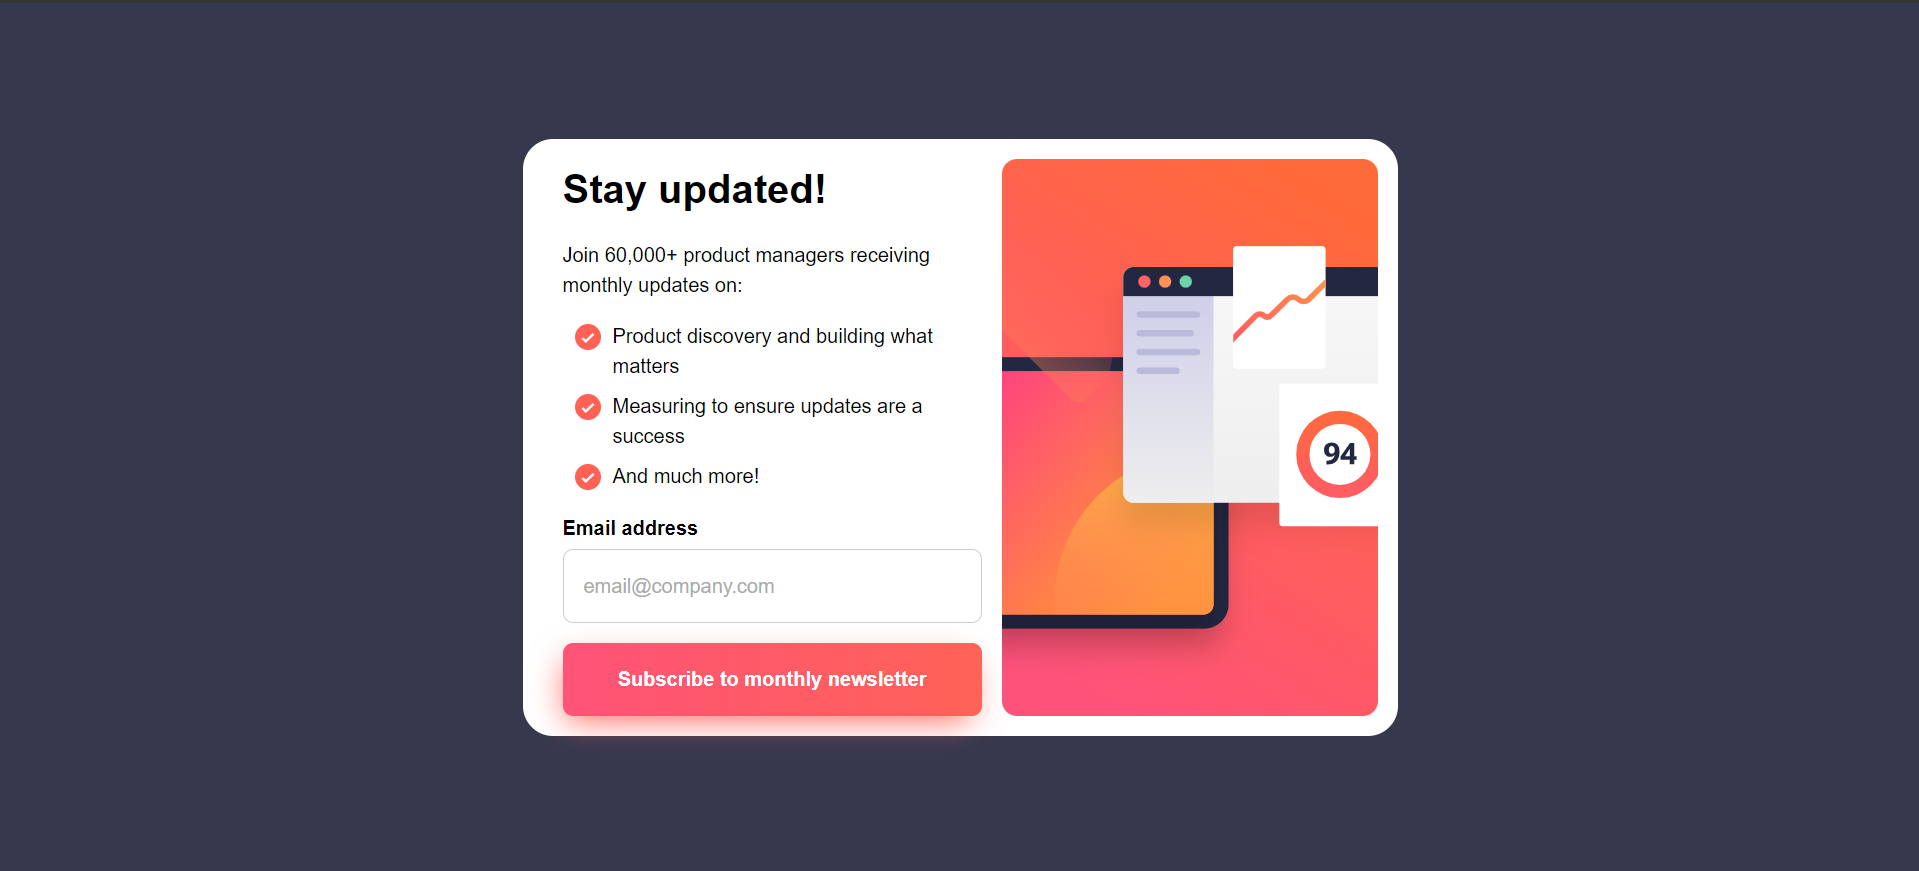 Stay updated!
Join 60,000+ product managers receiving
monthly updates on:
Product discovery and building what
matters
Measuring to ensure updates are a
success
And much more!
Email address
email@company.com
Subscribe to monthly newsletter
94